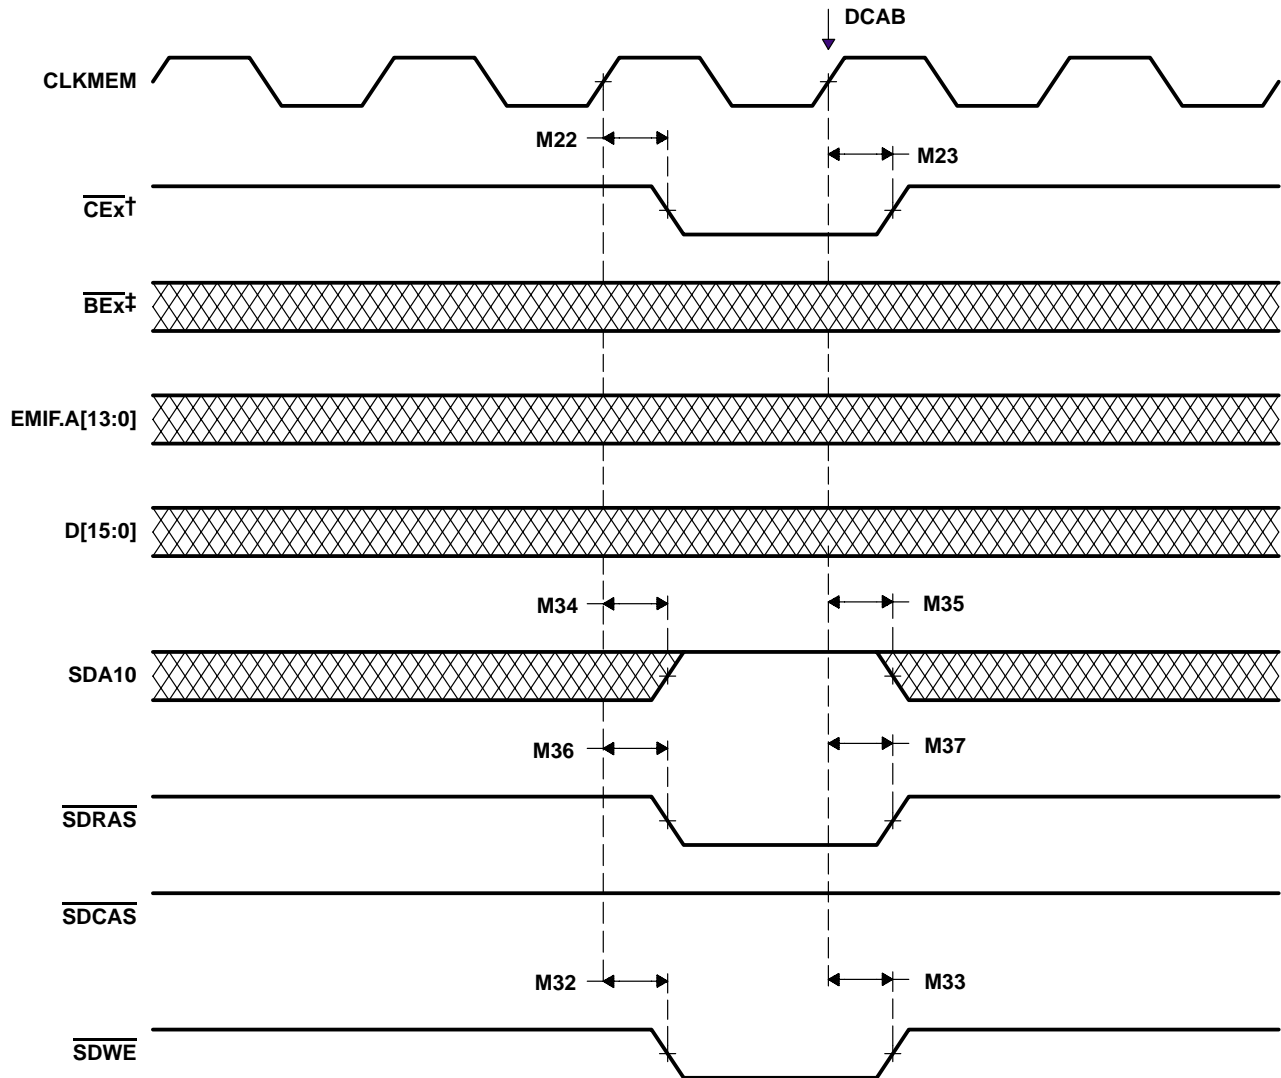 DCAB
CLKMEM
M22
M23
CEx†
BEx‡
EMIF.A[13:0]
D[15:0]
M34
M35
SDA10
M36
M37
SDRAS
SDCAS
M32
M33
SDWE